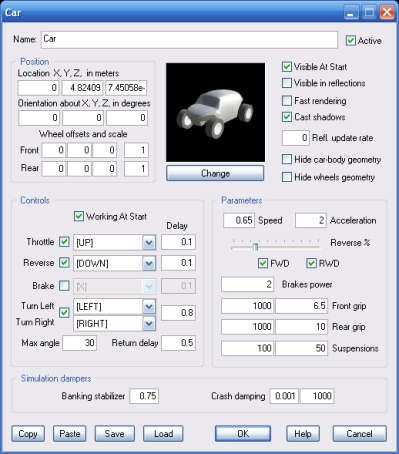 Car
Name: Car Active
Position
Location X, Y, Z, in meters
0 4.82409 7.45058e-
Orientation about X, Y, Z, in degrees
0 0 0
Wheel offsets and scale
Front 0 0 0 1
Rear 0 0 0 1
Change
Visible At Start
Visible in reflections
Fast rendering
Cast shadows
0 Refl. update rate
Hide car-body geometry
Hide wheels geometry
Controls
Working At Start
Delay
Throttle [UP] 0.1
Reverse [DOWN] 0.1
Brake [X] 0.1
Turn Left [LEFT] 0.8
Turn Right [RIGHT]
Max angle 30 Return delay 0.5
Parameters
0.65 Speed 2 Acceleration
Reverse %
FWD RWD
2 Brakes power
1000 6.5 Front grip
1000 10 Rear grip
100 50 Suspensions
Simulation dampers
Banking stabilizer 0.75 Crash damping 0.001 1000
Copy Paste Save Load OK Help Cancel